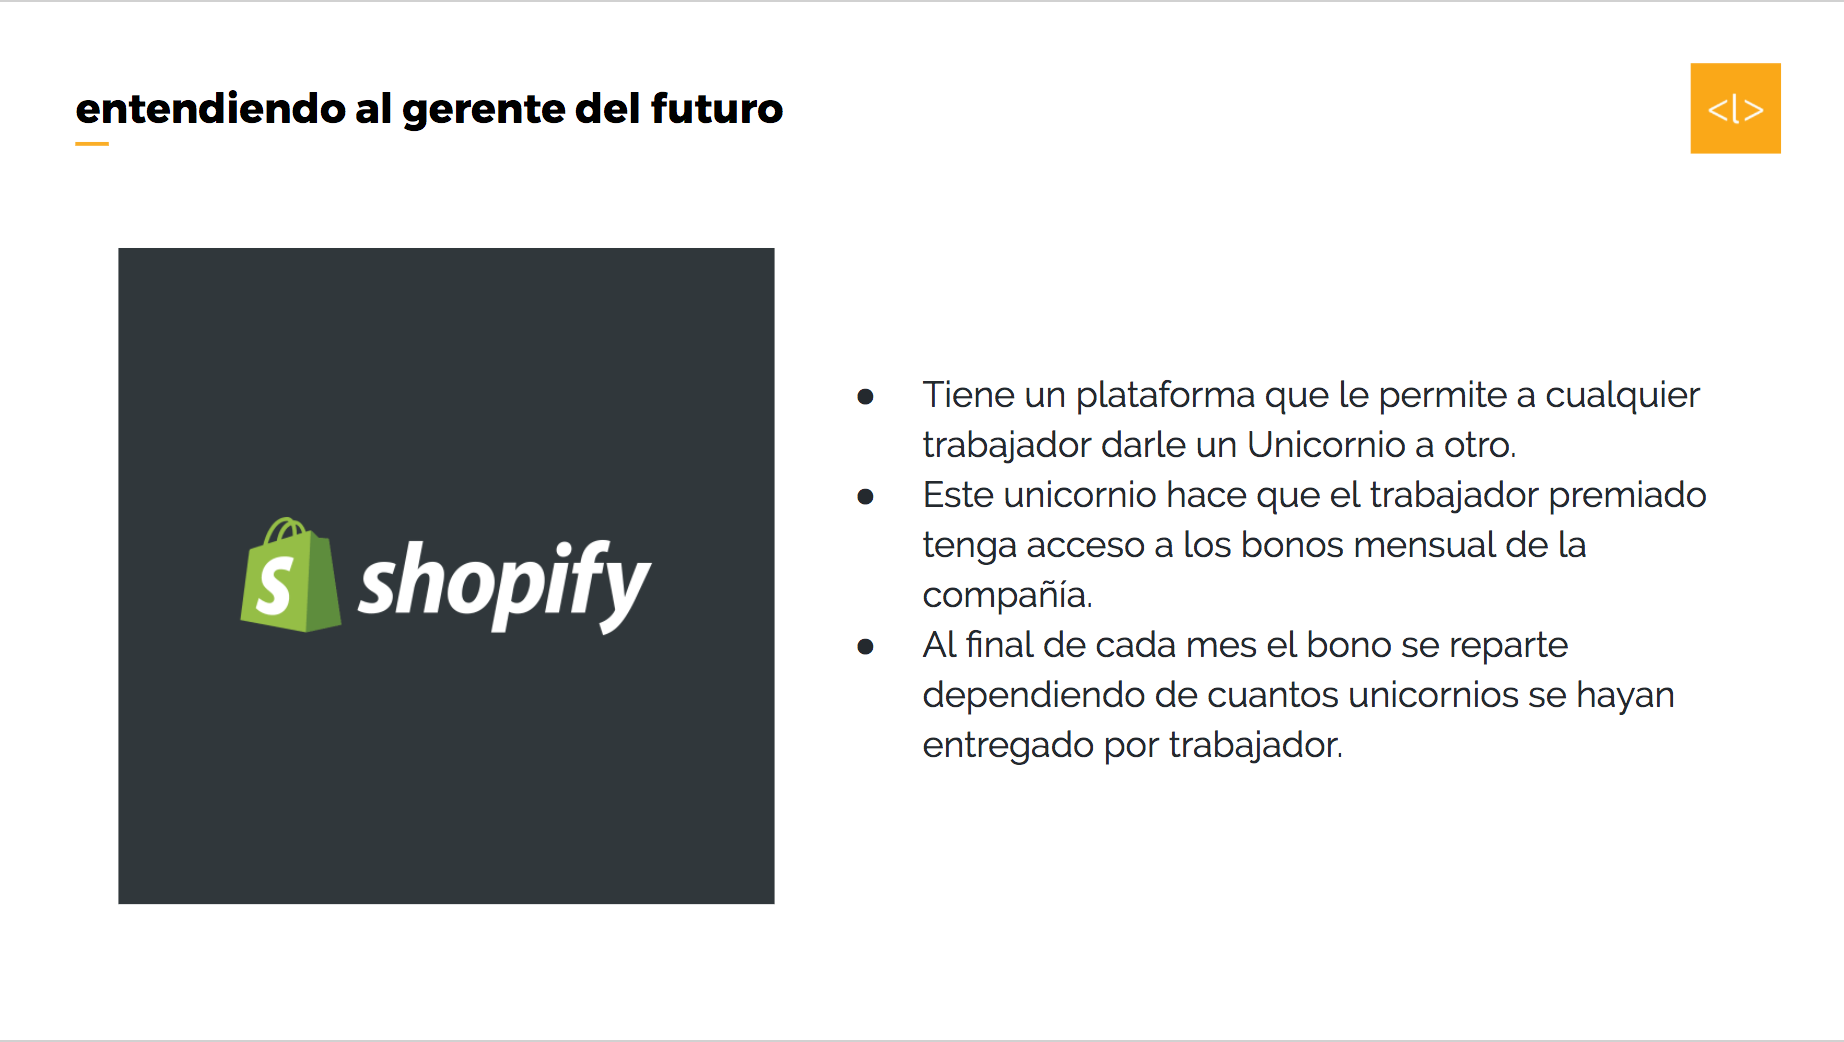 entendiendo al gerente del futuro
<l>
shopify
● Tiene un plataforma que le permite a cualquier
trabajador darle un Unicornio a otro.
● Este unicornio hace que el trabajador premiado
tenga acceso a los bonos mensual de la
compañía.
● Al final de cada mes el bono se reparte
dependiendo de cuantos unicornios se hayan
entregado por trabajador.